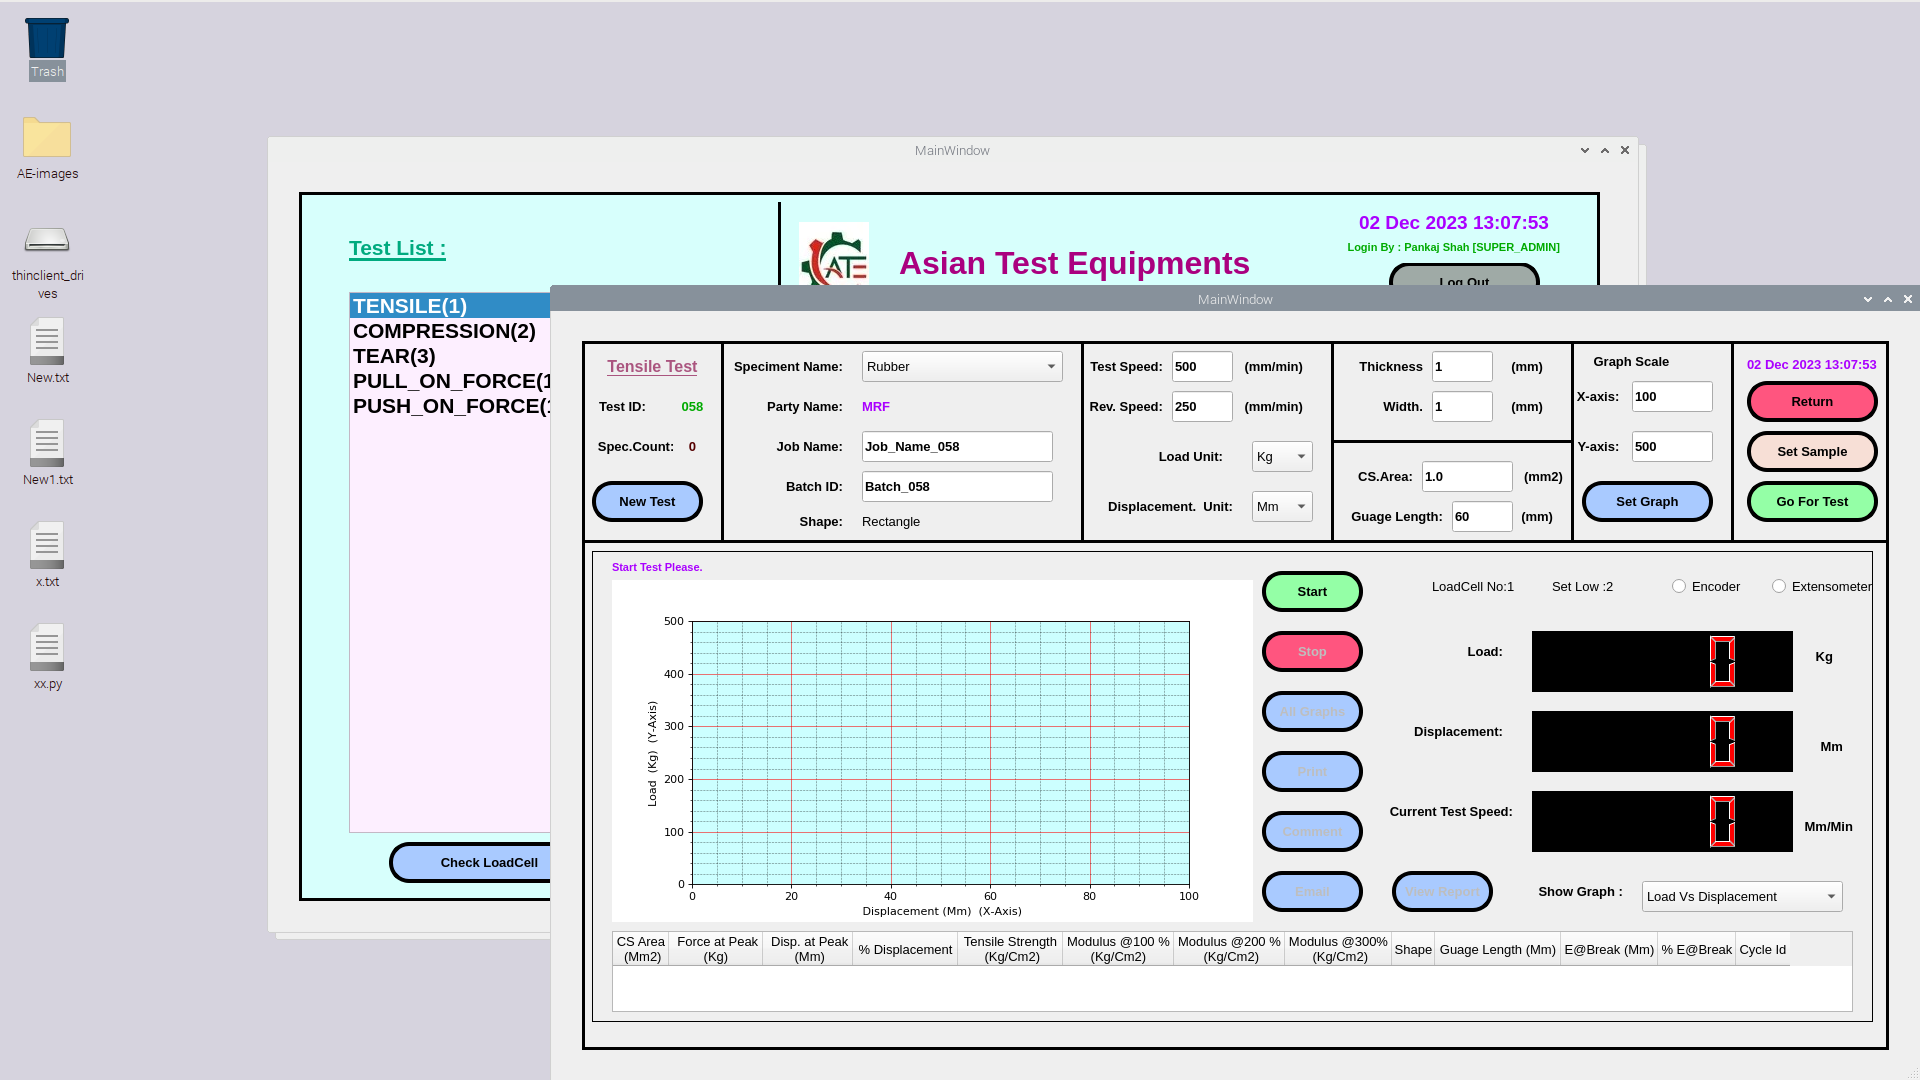 Trash
AE-images
thinclient_dri
ves
New.txt
New1.txt
x.txt
xx.py
MainWindow
Test List :
TENSILE(1)
COMPRESSION(2)
TEAR(3)
PULL_ON_FORCE(1
PUSH_ON_FORCE(1
Check LoadCell
ATE
Asian Test Equipments
02 Dec 2023 13:07:53
Login By : Pankaj Shah [SUPER_ADMIN]
Log Out
MainWindow
Tensile Test
Test ID: 058
Spec.Count: 0
New Test
Speciment Name: Rubber
Party Name: MRF
Job Name: Job_Name_058
Batch ID: Batch_058
Shape: Rectangle
Test Speed: 500 (mm/min)
Rev. Speed: 250 (mm/min)
Load Unit: Kg
Displacement. Unit: Mm
Thickness 1 (mm)
Width. 1 (mm)
CS.Area: 1.0 (mm2)
Guage Length: 60 (mm)
Graph Scale
X-axis: 100
Y-axis: 500
Set Graph
02 Dec 2023 13:07:53
Return
Set Sample
Go For Test
Start Test Please.
500
400
300
200
100
0
Load (Kg) (Y-Axis)
0 20 40 60 80 100
Displacement (Mm) (X-Axis)
Start
Stop
All Graphs
Print
Comment
Email
View Report
LoadCell No:1 Set Low :2 Encoder Extensometer
Load: 0 Kg
Displacement: 0 Mm
Current Test Speed: 0 Mm/Min
Show Graph : Load Vs Displacement
CS Area Force at Peak Disp. at Peak % Displacement Tensile Strength Modulus @100 % Modulus @200 % Modulus @300% Shape Guage Length (Mm) E@Break (Mm) % E@Break Cycle Id
(Mm2) (Kg) (Mm) (Kg/Cm2) (Kg/Cm2) (Kg/Cm2) (Kg/Cm2)